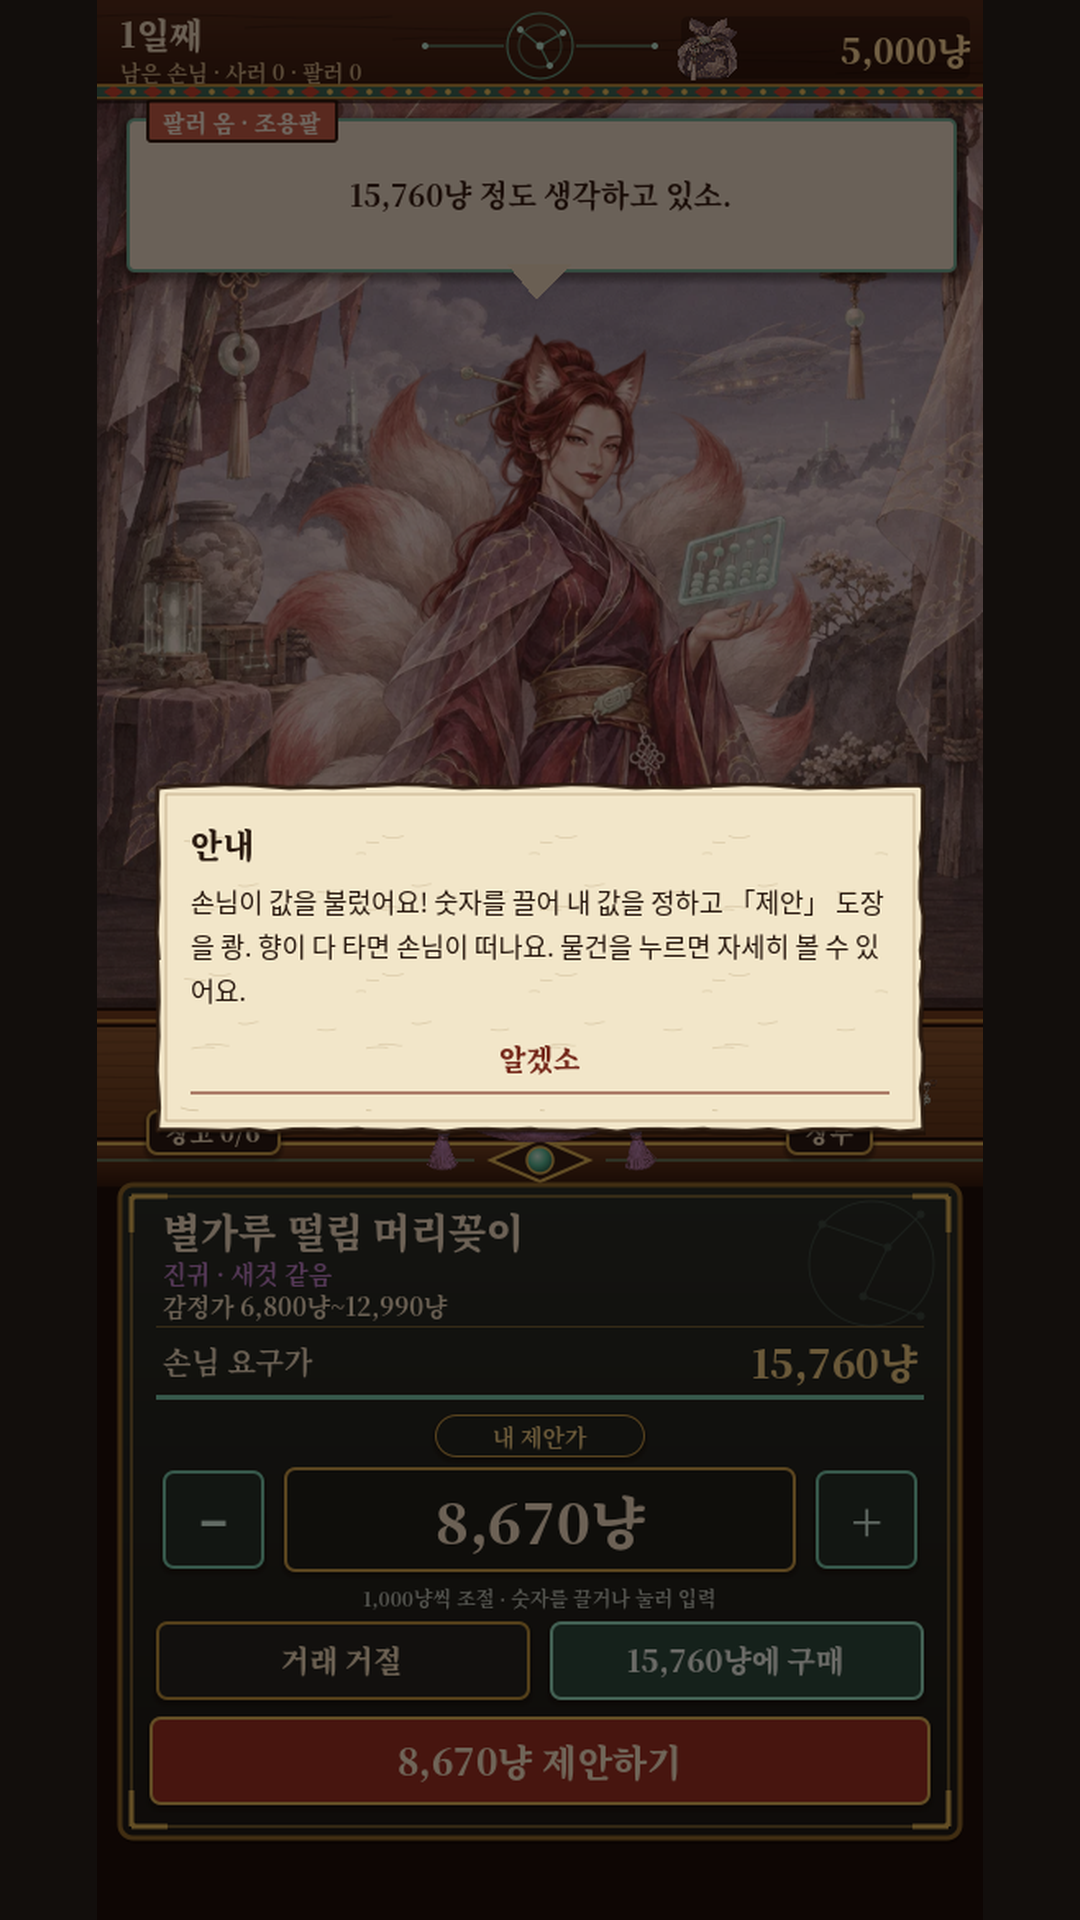 1일째
남은 손님 · 사러 0 · 팔러 0
5,000냥
팔러 옴 · 조용팔
15,760냥 정도 생각하고 있소.
안내
손님이 값을 불렀어요! 숫자를 끌어 내 값을 정하고 「제안」 도장
을 쾅. 향이 다 타면 손님이 떠나요. 물건을 누르면 자세히 볼 수 있
어요.
알겠소
창고 0/6
장부
별가루 떨림 머리꽂이
진귀 · 새것 같음
감정가 6,800냥~12,990냥
손님 요구가
15,760냥
내 제안가
−
8,670냥
+
1,000냥씩 조절 · 숫자를 끌거나 눌러 입력
거래 거절
15,760냥에 구매
8,670냥 제안하기